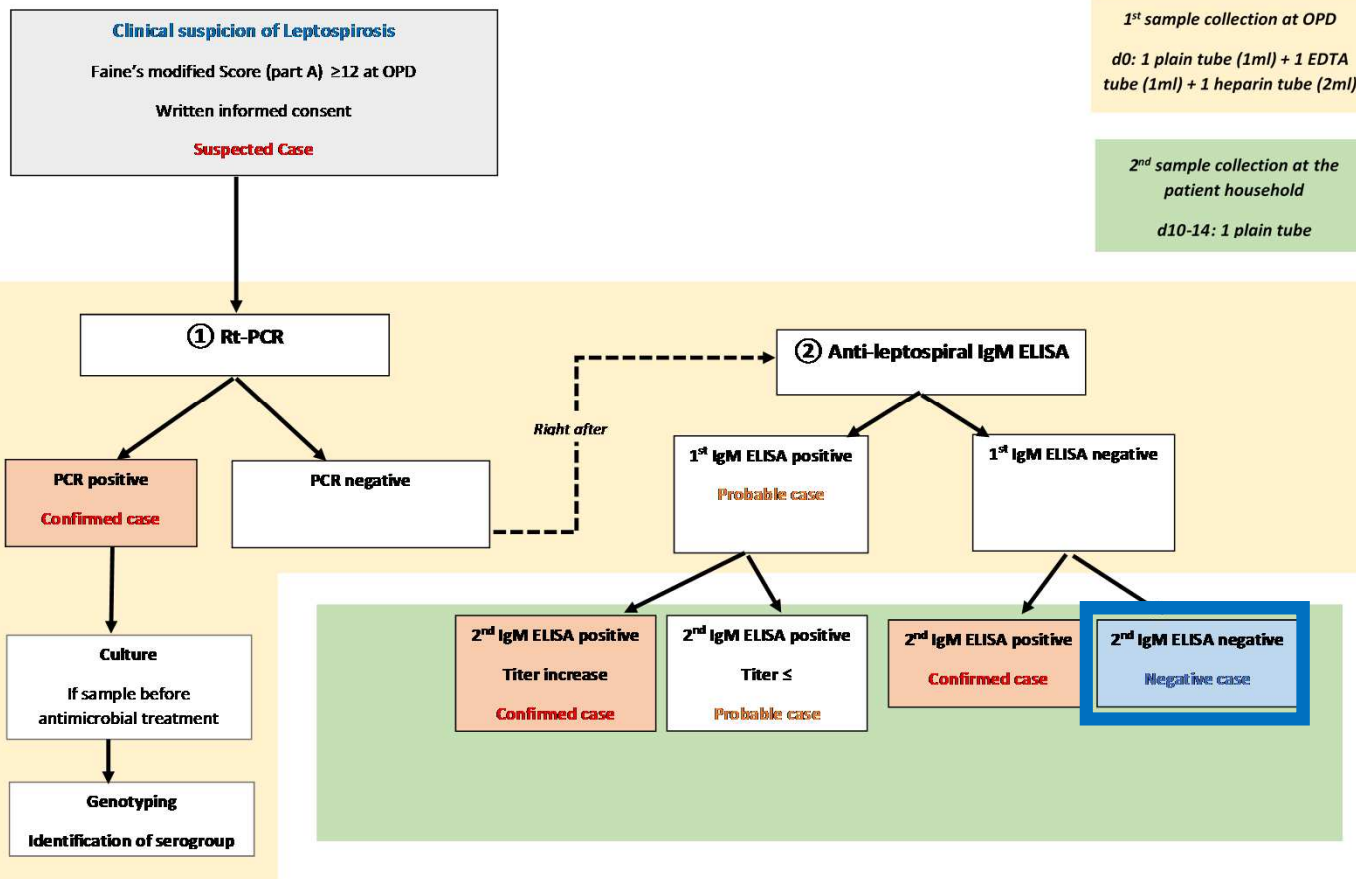 Clinical suspicion of Leptospirosis
Faine's modified Score (part A) ≥12 at OPD
Written informed consent
Suspected Case
1st sample collection at OPD
d0: 1 plain tube (1ml) + 1 EDTA
tube (1ml) + 1 heparin tube (2ml)
2nd sample collection at the
patient household
d10-14: 1 plain tube
① Rt-PCR
② Anti-leptospiral IgM ELISA
Right after
PCR positive
Confirmed case
PCR negative
1st IgM ELISA positive
Probable case
1st IgM ELISA negative
2nd IgM ELISA positive
Titer increase
Confirmed case
2nd IgM ELISA positive
Titer ≤
Probable case
2nd IgM ELISA positive
Confirmed case
2nd IgM ELISA negative
Negative case
Culture
If sample before
antimicrobial treatment
Genotyping
Identification of serogroup